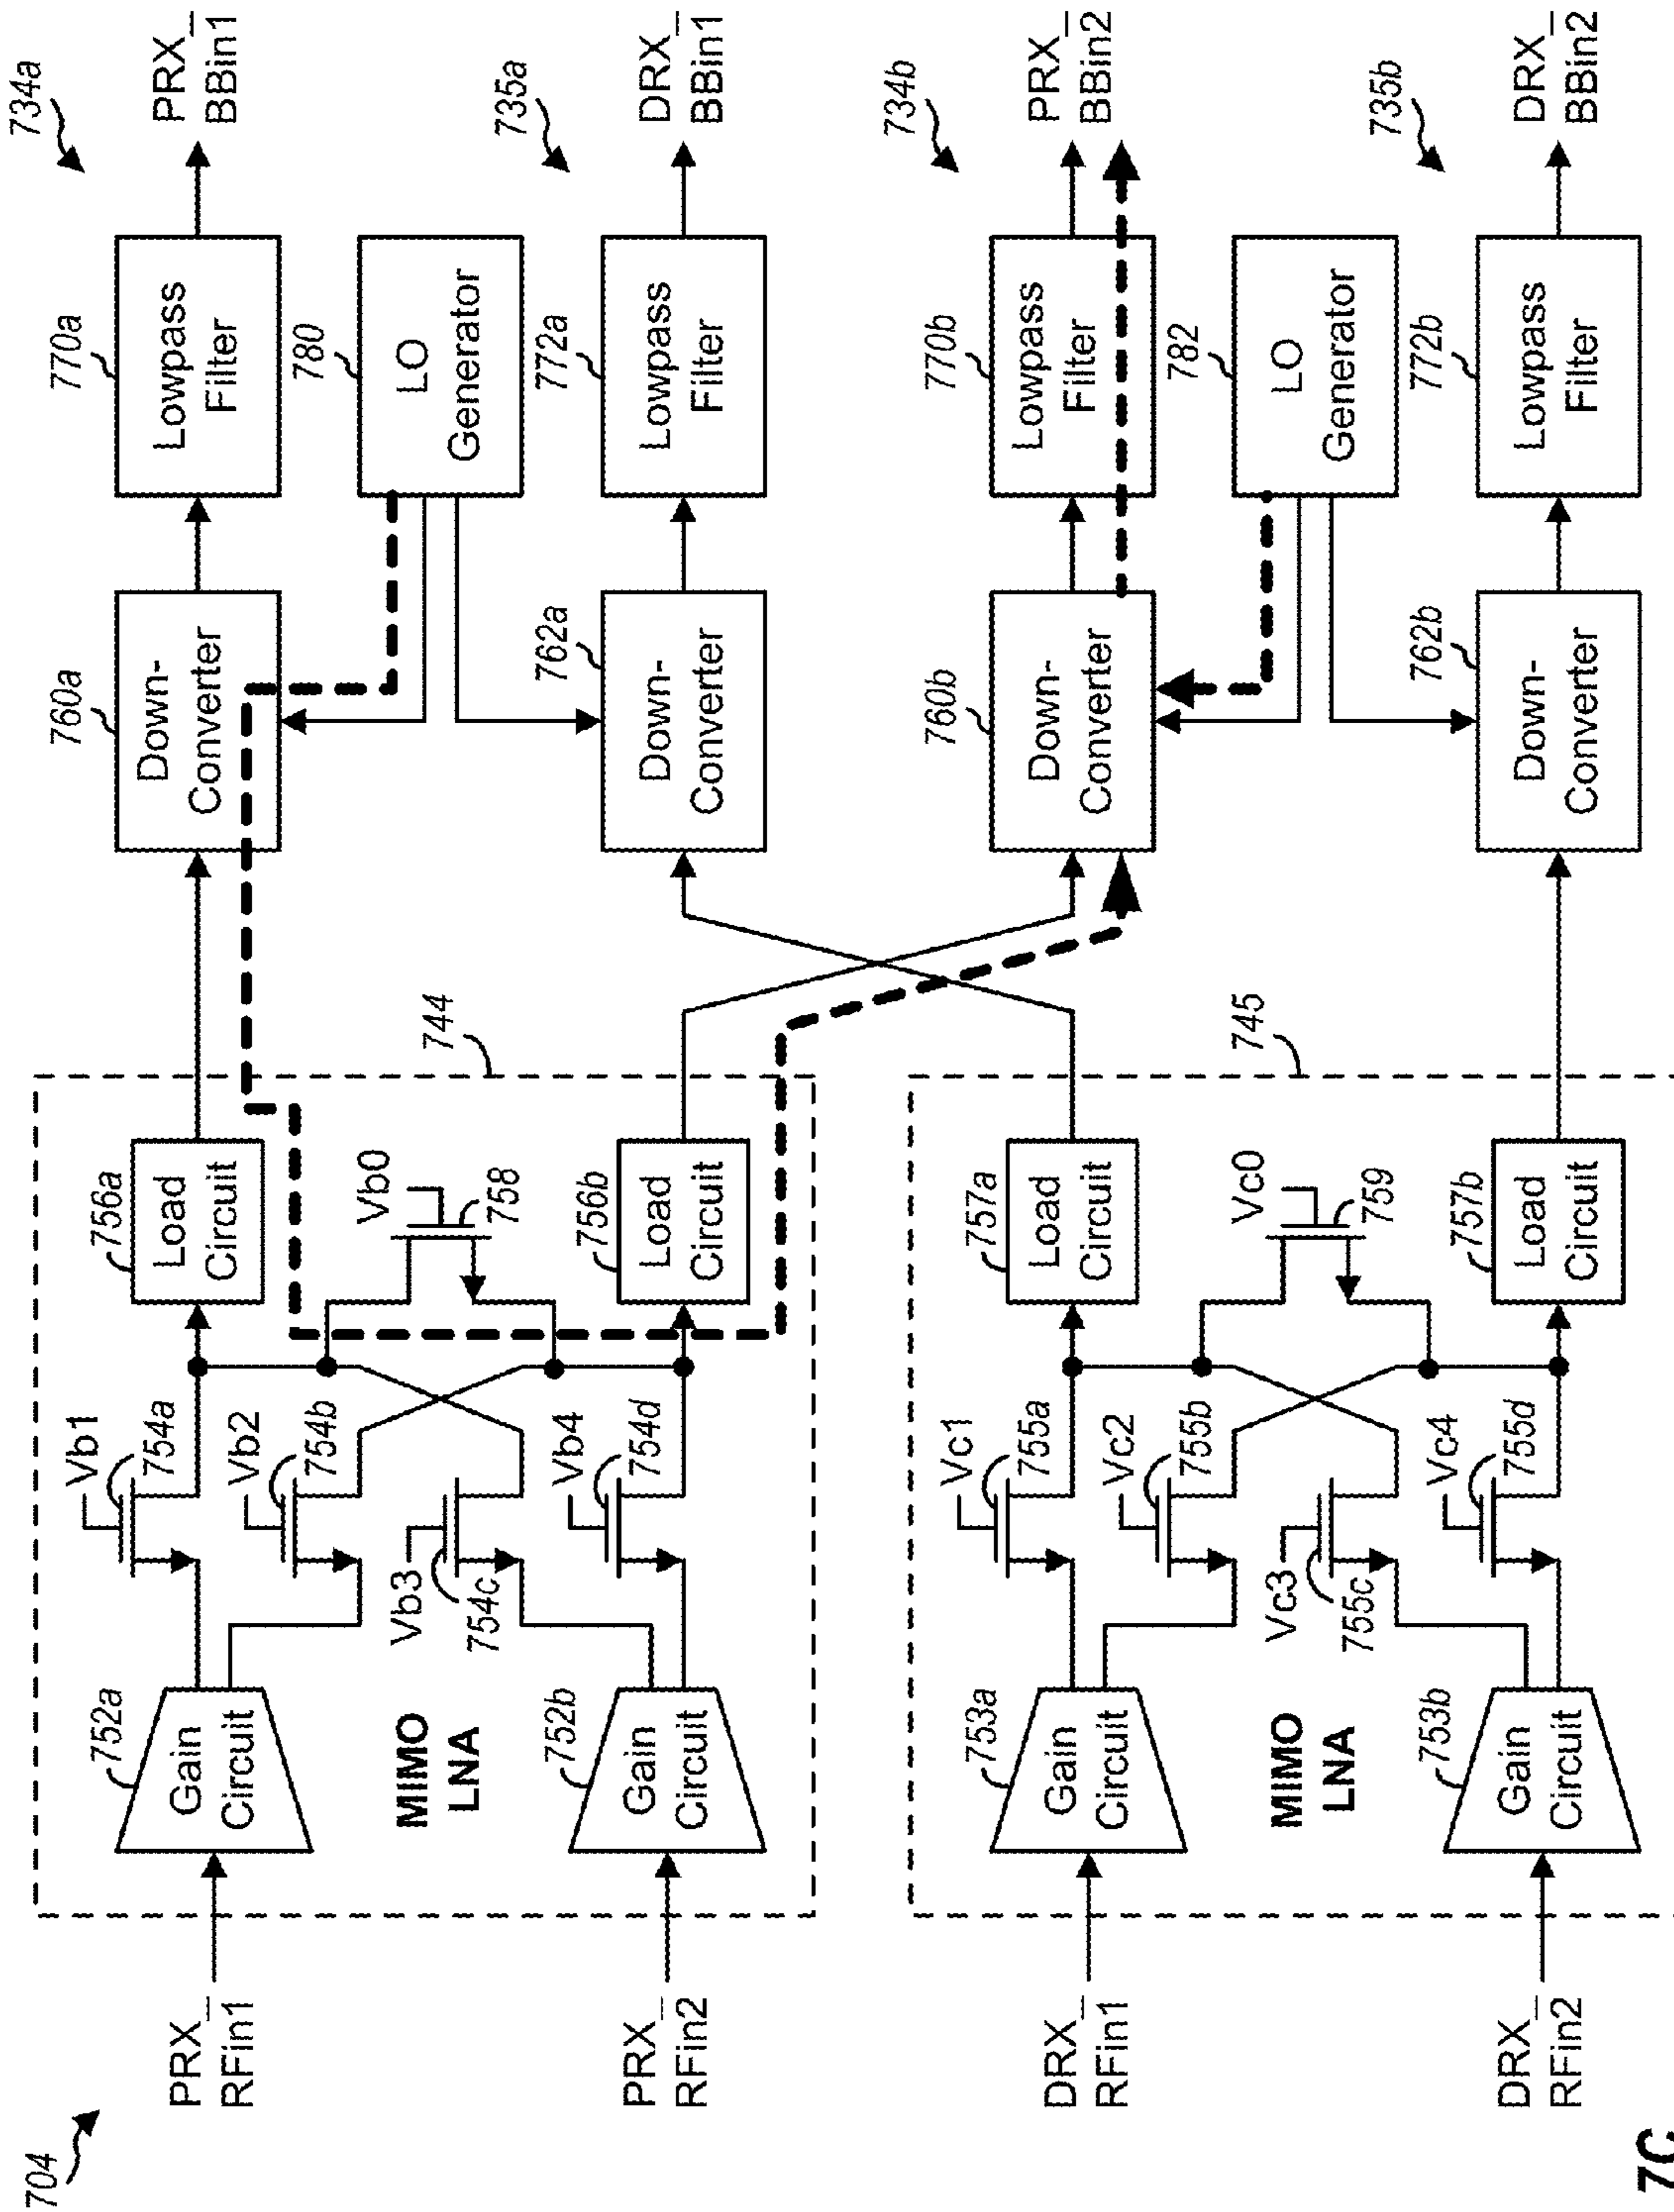 704
PRX_
RFin1
PRX_
RFin2
DRX_
RFin1
DRX_
RFin2
744
752a
Gain
Circuit
MIMO
LNA
752b
Gain
Circuit
Vb1
754a
Vb2
754b
Vb3
754c
Vb4
754d
756a
Load
Circuit
Vb0
758
756b
Load
Circuit
745
753a
Gain
Circuit
MIMO
LNA
753b
Gain
Circuit
Vc1
755a
Vc2
755b
Vc3
755c
Vc4
755d
757a
Load
Circuit
Vc0
759
757b
Load
Circuit
760a
Down-
Converter
762a
Down-
Converter
760b
Down-
Converter
762b
Down-
Converter
770a
Lowpass
Filter
780
LO
Generator
772a
Lowpass
Filter
770b
Lowpass
Filter
782
LO
Generator
772b
Lowpass
Filter
734a
PRX_
BBin1
735a
DRX_
BBin1
734b
PRX_
BBin2
735b
DRX_
BBin2
7C